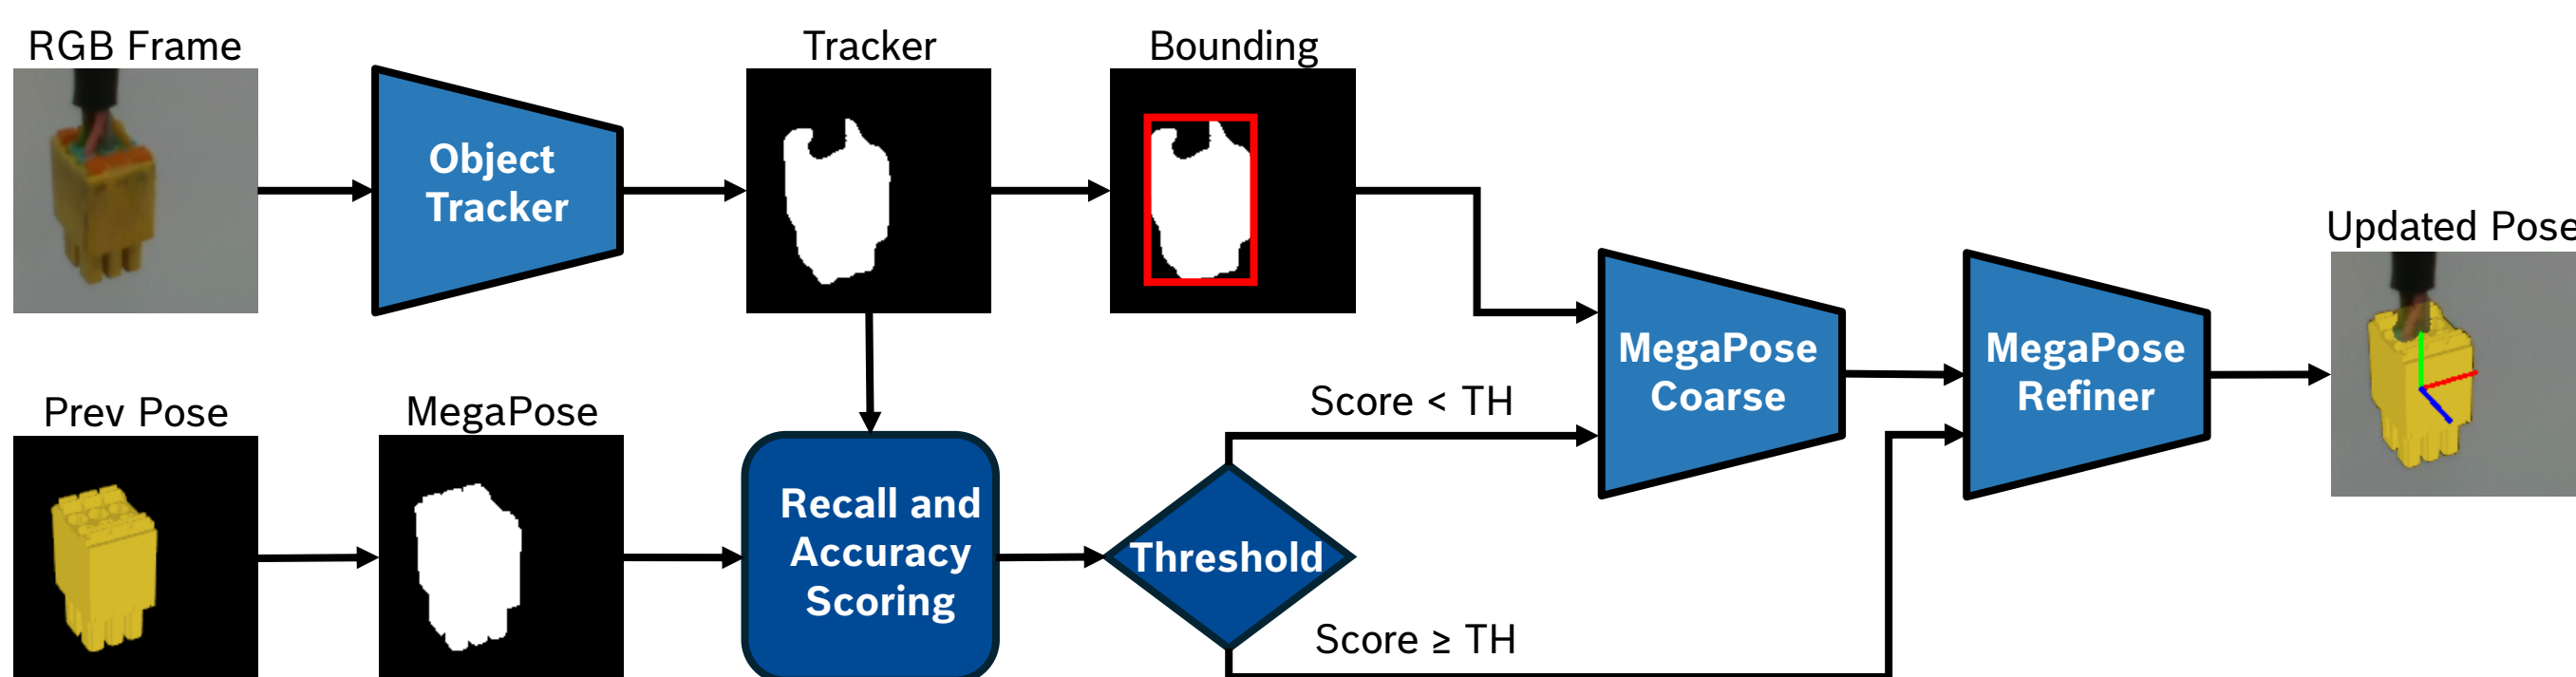 RGB Frame
Tracker
Bounding
Object
Tracker
Updated Pose
MegaPose
Coarse
MegaPose
Refiner
Prev Pose
MegaPose
Score < TH
Recall and
Accuracy
Scoring
Threshold
Score ≥ TH